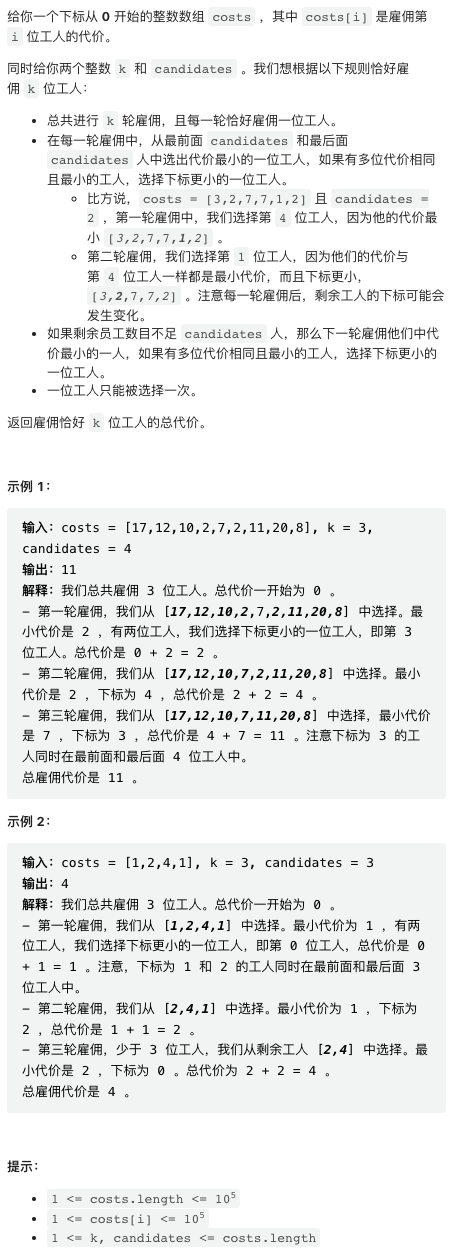 给你一个下标从 0 开始的整数数组 costs ，其中 costs[i] 是雇佣第
i 位工人的代价。
同时给你两个整数 k 和 candidates 。我们想根据以下规则恰好雇
佣 k 位工人：
• 总共进行 k 轮雇佣，且每一轮恰好雇佣一位工人。
• 在每一轮雇佣中，从最前面 candidates 和最后面
candidates 人中选出代价最小的一位工人，如果有多位代价相同
且最小的工人，选择下标更小的一位工人。
◦ 比方说，costs = [3,2,7,7,1,2] 且 candidates =
2 ，第一轮雇佣中，我们选择第 4 位工人，因为他的代价最
小 [3,2,7,7,1,2] 。
◦ 第二轮雇佣，我们选择第 1 位工人，因为他们的代价与
第 4 位工人一样都是最小代价，而且下标更小，
[3,2,7,7,2] 。注意每一轮雇佣后，剩余工人的下标可能会
发生变化。
• 如果剩余员工数目不足 candidates 人，那么下一轮雇佣他们中代
价最小的一人，如果有多位代价相同且最小的工人，选择下标更小的
一位工人。
• 一位工人只能被选择一次。
返回雇佣恰好 k 位工人的总代价。
示例 1：
输入：costs = [17,12,10,2,7,2,11,20,8], k = 3,
candidates = 4
输出：11
解释：我们总共雇佣 3 位工人。总代价一开始为 0 。
- 第一轮雇佣，我们从 [17,12,10,2,7,2,11,20,8] 中选择。最
小代价是 2 ，有两位工人，我们选择下标更小的一位工人，即第 3
位工人。总代价是 0 + 2 = 2 。
- 第二轮雇佣，我们从 [17,12,10,7,2,11,20,8] 中选择。最小
代价是 2 ，下标为 4 ，总代价是 2 + 2 = 4 。
- 第三轮雇佣，我们从 [17,12,10,7,11,20,8] 中选择，最小代价
是 7 ，下标为 3 ，总代价是 4 + 7 = 11 。注意下标为 3 的工
人同时在最前面和最后面 4 位工人中。
总雇佣代价是 11 。
示例 2：
输入：costs = [1,2,4,1], k = 3, candidates = 3
输出：4
解释：我们总共雇佣 3 位工人。总代价一开始为 0 。
- 第一轮雇佣，我们从 [1,2,4,1] 中选择。最小代价为 1 ，有两
位工人，我们选择下标更小的一位工人，即第 0 位工人，总代价是 0
+ 1 = 1 。注意，下标为 1 和 2 的工人同时在最前面和最后面 3
位工人中。
- 第二轮雇佣，我们从 [2,4,1] 中选择。最小代价为 1 ，下标为
2 ，总代价是 1 + 1 = 2 。
- 第三轮雇佣，少于 3 位工人，我们从剩余工人 [2,4] 中选择。最
小代价是 2 ，下标为 0 。总代价为 2 + 2 = 4 。
总雇佣代价是 4 。
提示：
• 1 <= costs.length <= 10⁵
• 1 <= costs[i] <= 10⁵
• 1 <= k, candidates <= costs.length